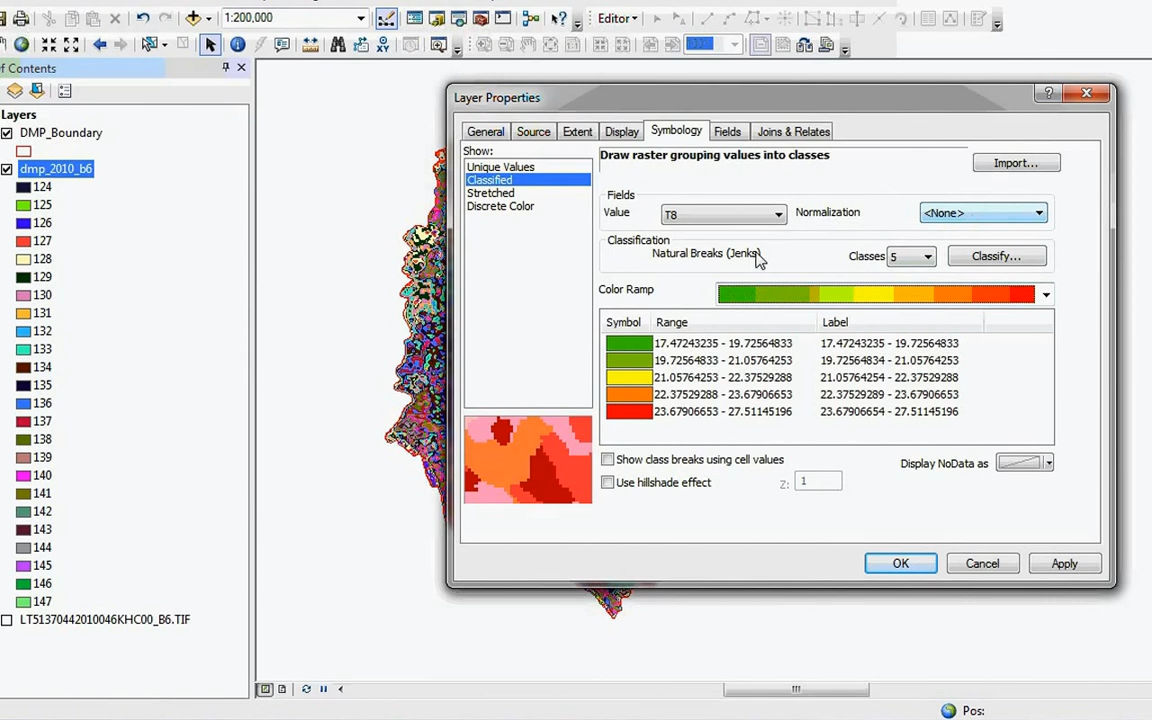 1:200,000
Editor
f Contents
Layers
DMP_Boundary
dmp_2010_b6
124
125
126
127
128
129
130
131
132
133
134
135
136
137
138
139
140
141
142
143
144
145
146
147
LT51370442010046KHC00_B6.TIF
Layer Properties
General Source Extent Display Symbology Fields Joins & Relates
Show:
Unique Values
Classified
Stretched
Discrete Color
Draw raster grouping values into classes
Import...
Fields
Value T8 Normalization <None>
Classification
Natural Breaks (Jenks)
Classes 5 Classify...
Color Ramp
Symbol Range Label
17.47243235 - 19.72564833 17.47243235 - 19.72564833
19.72564833 - 21.05764253 19.72564834 - 21.05764253
21.05764253 - 22.37529288 21.05764254 - 22.37529288
22.37529288 - 23.67906653 22.37529289 - 23.67906653
23.67906653 - 27.51145196 23.67906654 - 27.51145196
Show class breaks using cell values
Display NoData as
Use hillshade effect Z: 1
OK Cancel Apply
Pos: